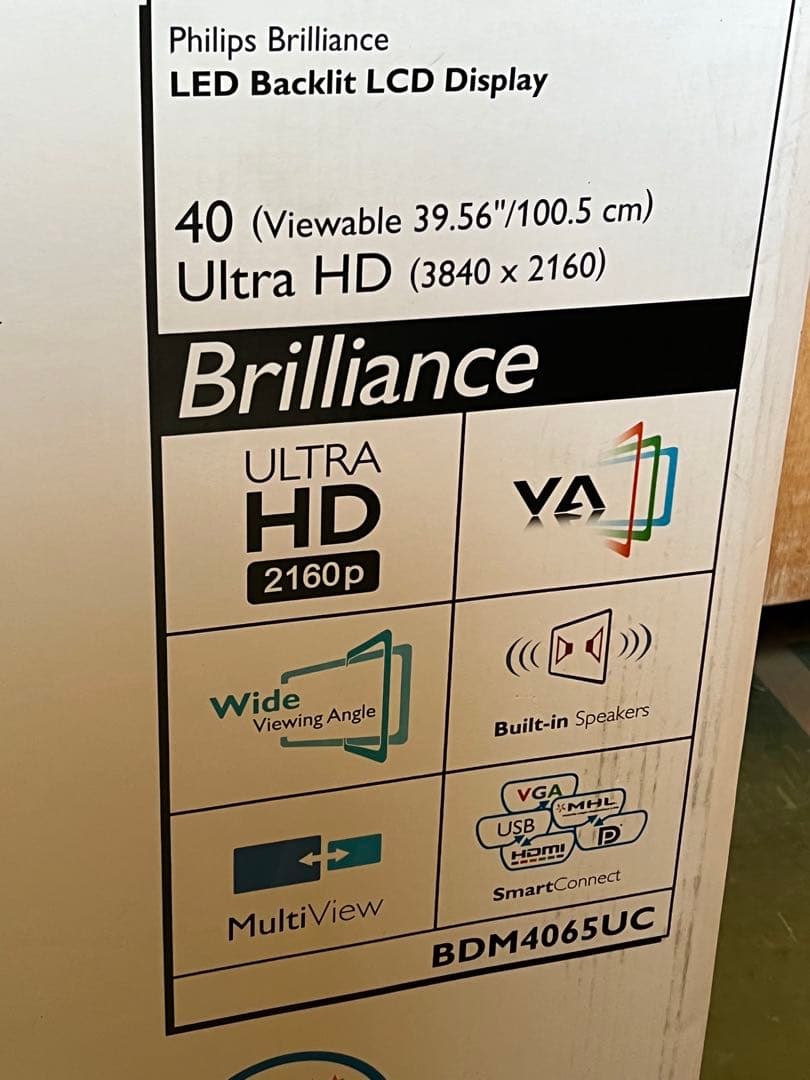 Philips Brilliance
LED Backlit LCD Display
40 (Viewable 39.56"/100.5 cm)
Ultra HD (3840 x 2160)
Brilliance
ULTRA
HD
2160p
VA
Wide
Viewing Angle
Built-in Speakers
MultiView
VGA
MHL
USB
HDMI
SmartConnect
BDM4065UC